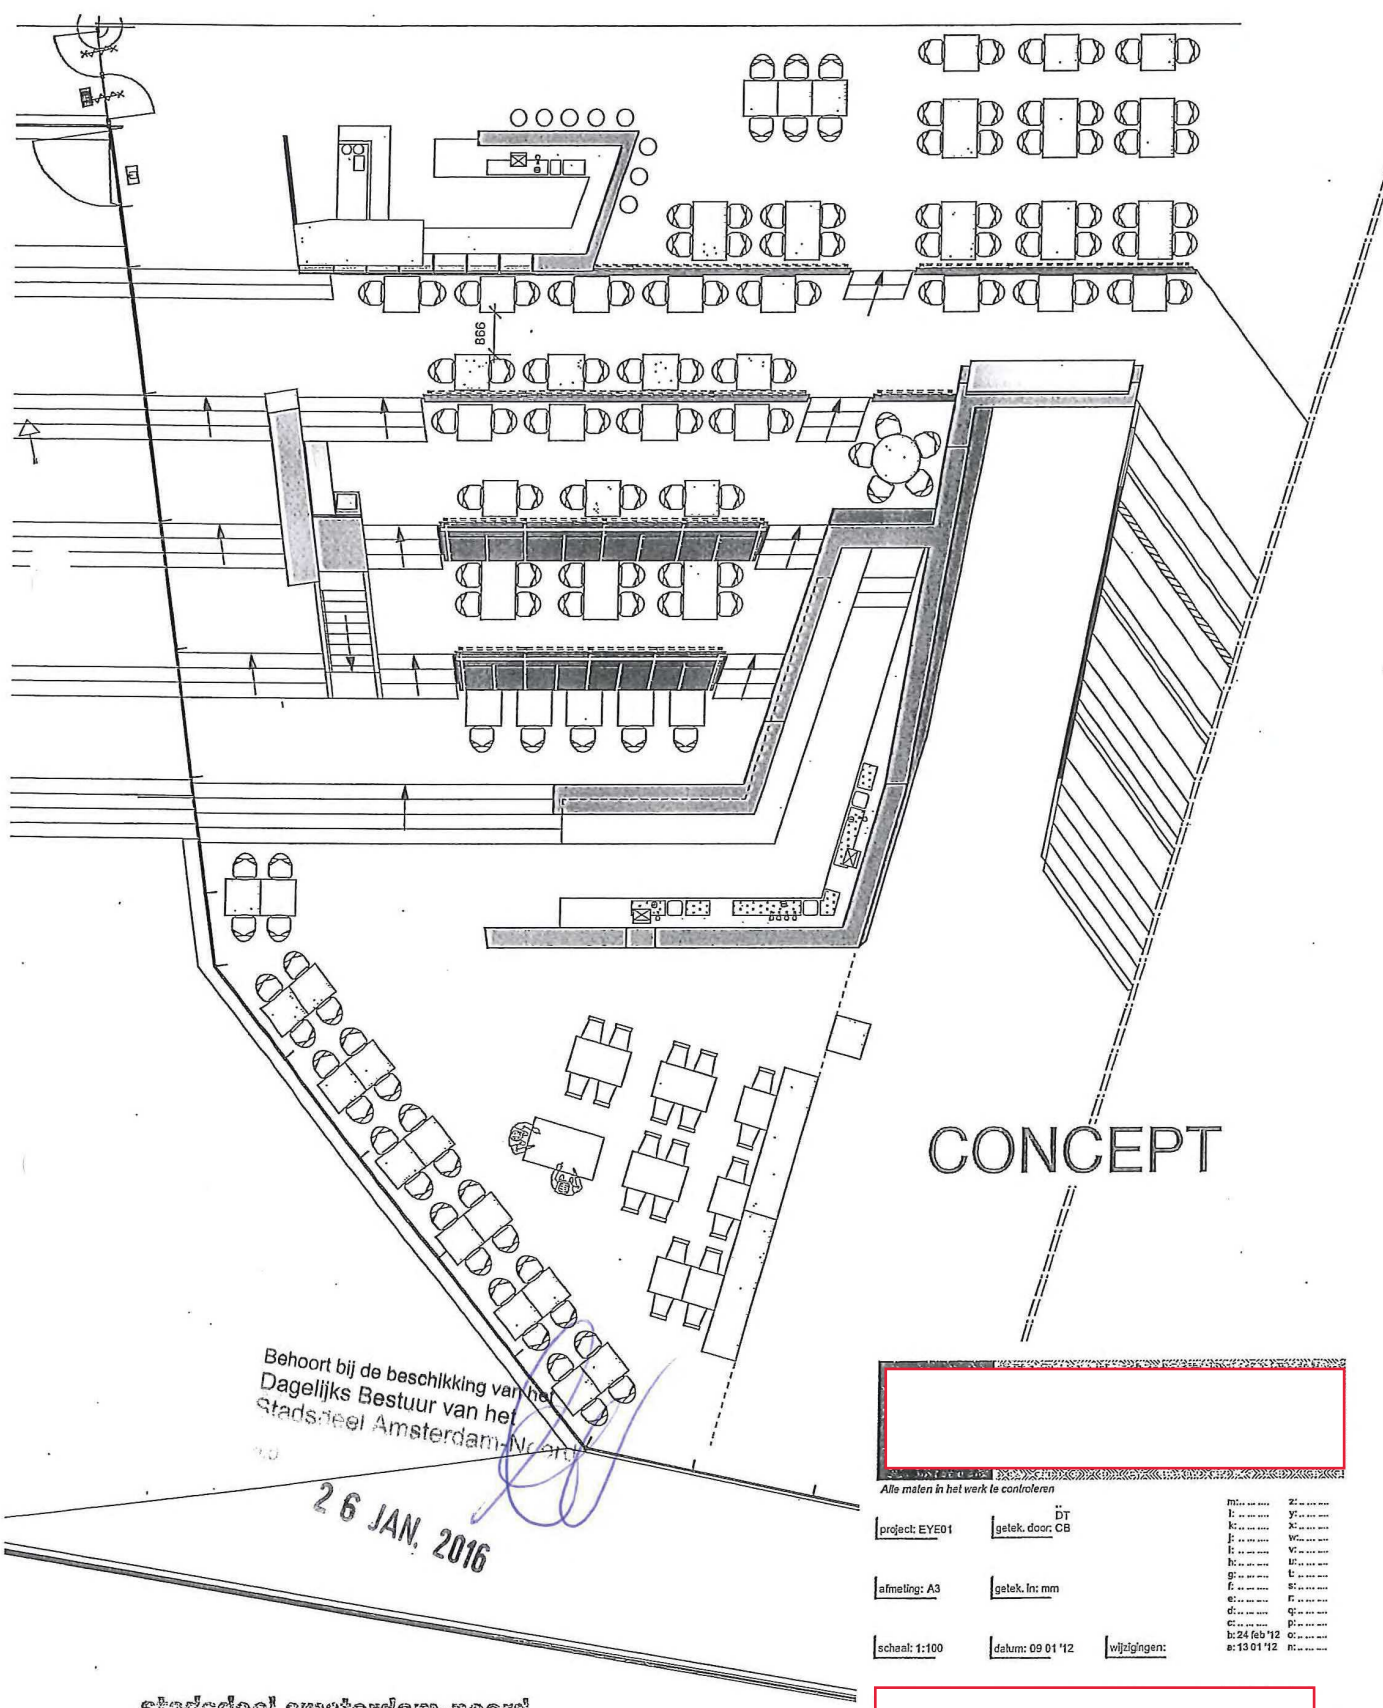 998
CONCEPT
Behoort bij de beschikking van het
Dagelijks Bestuur van het
Stadsdeel Amsterdam-Noord
26 JAN. 2016
Alle maten in het werk te controleren
project: EYE01
getek. door: CB
DT
afmeting: A3
getek. in: mm
schaal: 1:100
datum: 09 01 '12
wijzigingen:
m:.. ... .... z:.. ... ....
l:.. ... .... y:.. ... ....
k:.. ... .... x:.. ... ....
j:.. ... .... w:.. ... ....
i:.. ... .... v:.. ... ....
h:.. ... .... u:.. ... ....
g:.. ... .... t:.. ... ....
f:.. ... .... s:.. ... ....
e:.. ... .... r:.. ... ....
d:.. ... .... q:.. ... ....
c:.. ... .... p:.. ... ....
b: 24 feb '12 o:.. ... ....
a: 13 01 '12 n:.. ... ....
stadsdeel amsterdam noord